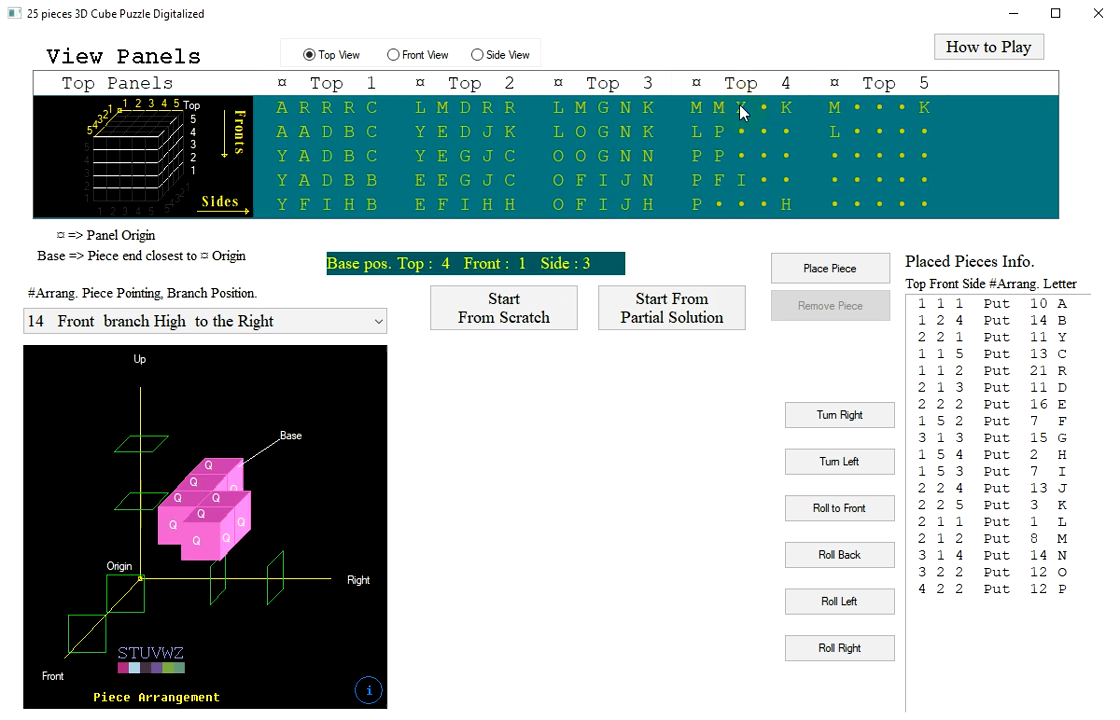 25 pieces 3D Cube Puzzle Digitalized
View Panels
Top View Front View Side View
How to Play
Top Panels ¤ Top 1 ¤ Top 2 ¤ Top 3 ¤ Top 4 ¤ Top 5
1 2 3 4 5 Top
5
4
3
2
1
Fronts
Sides
A R R R C L M D R R L M G N K M M K • K M • • • K
A A D B C Y E D J K L O G N K L P • • • L • • • •
Y A D B C Y E G J C O O G N N P P • • • • • • • •
Y A D B B E E G J C O F I J N P F I • • • • • • •
Y F I H B E F I H H O F I J H P • • • H • • • • •
¤ => Panel Origin
Base => Piece end closest to ¤ Origin
Base pos. Top : 4 Front : 1 Side : 3
#Arrang. Piece Pointing, Branch Position.
14 Front branch High to the Right
Start
From Scratch
Start From
Partial Solution
Place Piece
Remove Piece
Turn Right
Turn Left
Roll to Front
Roll Back
Roll Left
Roll Right
Up
Base
Q
Q
Q Q
Q Q
Q Q
Origin
Right
STUVWZ
Front
Piece Arrangement
i
Placed Pieces Info.
Top Front Side #Arrang. Letter
1 1 1 Put 10 A
1 2 4 Put 14 B
2 2 1 Put 11 Y
1 1 5 Put 13 C
1 1 2 Put 21 R
2 1 3 Put 11 D
2 2 2 Put 16 E
1 5 2 Put 7 F
3 1 3 Put 15 G
1 5 4 Put 2 H
1 5 3 Put 7 I
2 2 4 Put 13 J
2 2 5 Put 3 K
2 1 1 Put 1 L
2 1 2 Put 8 M
3 1 4 Put 14 N
3 2 2 Put 12 O
4 2 2 Put 12 P